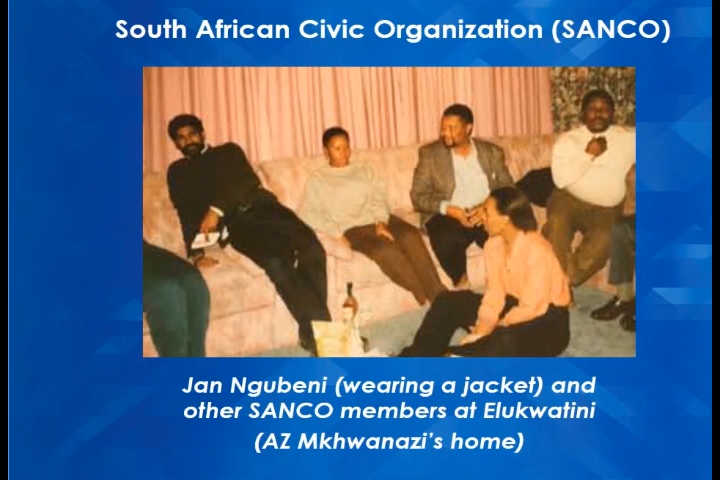 South African Civic Organization (SANCO)
Jan Ngubeni (wearing a jacket) and
other SANCO members at Elukwatini
(AZ Mkhwanazi's home)